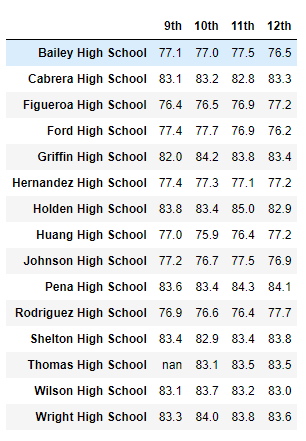 9th 10th 11th 12th
Bailey High School 77.1 77.0 77.5 76.5
Cabrera High School 83.1 83.2 82.8 83.3
Figueroa High School 76.4 76.5 76.9 77.2
Ford High School 77.4 77.7 76.9 76.2
Griffin High School 82.0 84.2 83.8 83.4
Hernandez High School 77.4 77.3 77.1 77.2
Holden High School 83.8 83.4 85.0 82.9
Huang High School 77.0 75.9 76.4 77.2
Johnson High School 77.2 76.7 77.5 76.9
Pena High School 83.6 83.4 84.3 84.1
Rodriguez High School 76.9 76.6 76.4 77.7
Shelton High School 83.4 82.9 83.4 83.8
Thomas High School nan 83.1 83.5 83.5
Wilson High School 83.1 83.7 83.2 83.0
Wright High School 83.3 84.0 83.8 83.6